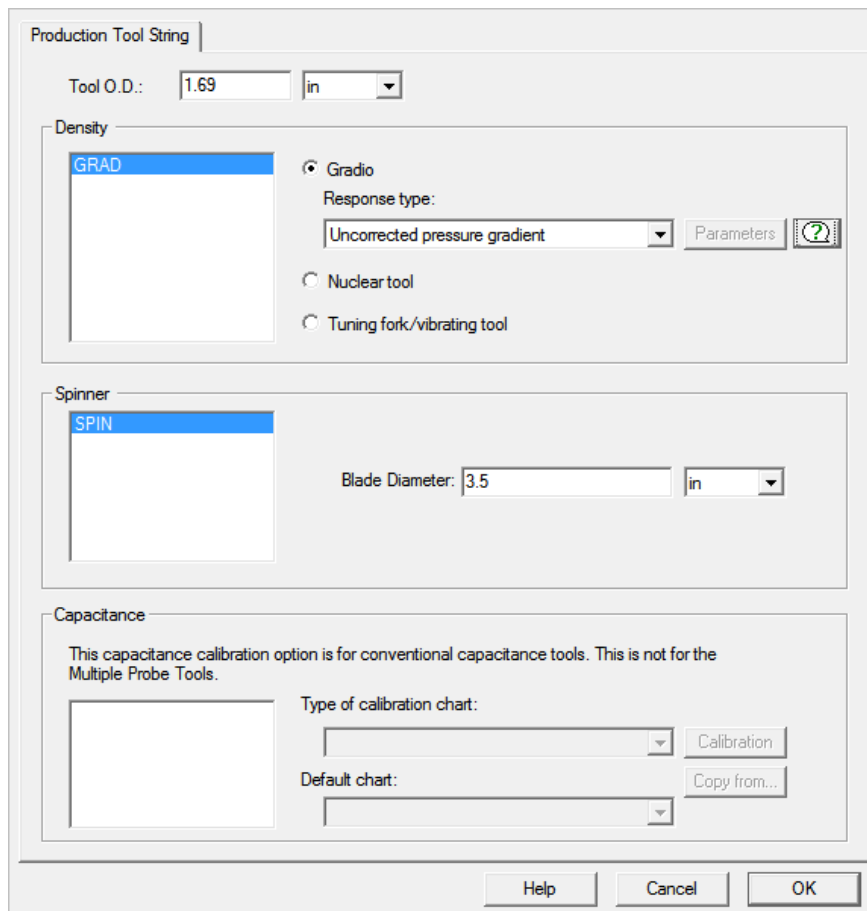 Production Tool String
Tool O.D.: 1.69 in
Density
GRAD
Gradio
Response type:
Uncorrected pressure gradient Parameters ?
Nuclear tool
Tuning fork/vibrating tool
Spinner
SPIN
Blade Diameter: 3.5 in
Capacitance
This capacitance calibration option is for conventional capacitance tools. This is not for the
Multiple Probe Tools.
Type of calibration chart:
Calibration
Default chart:
Copy from...
Help Cancel OK